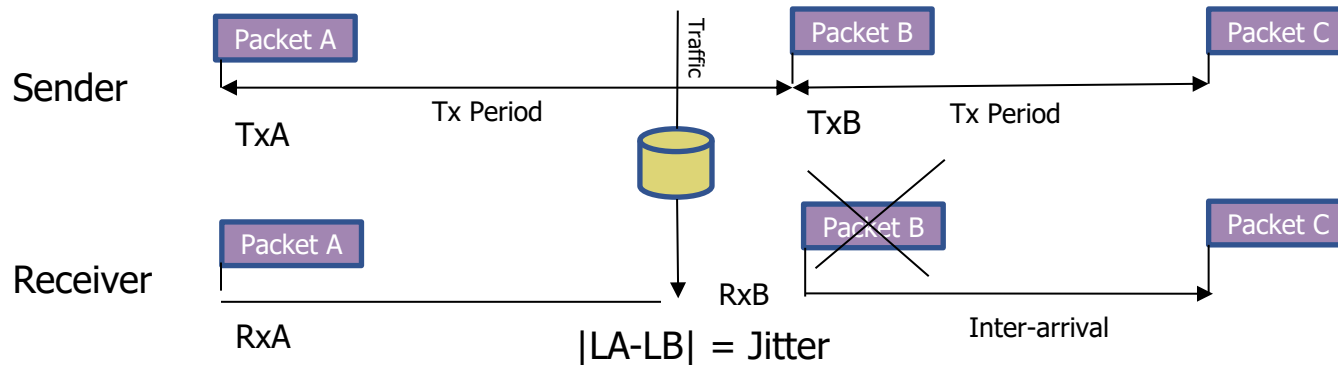 Packet A
Traffic
Packet B
Packet C
Sender
Tx Period
Tx Period
TxA
TxB
Packet A
Packet B
Packet C
Receiver
RxA
RxB
Inter-arrival
|LA-LB| = Jitter